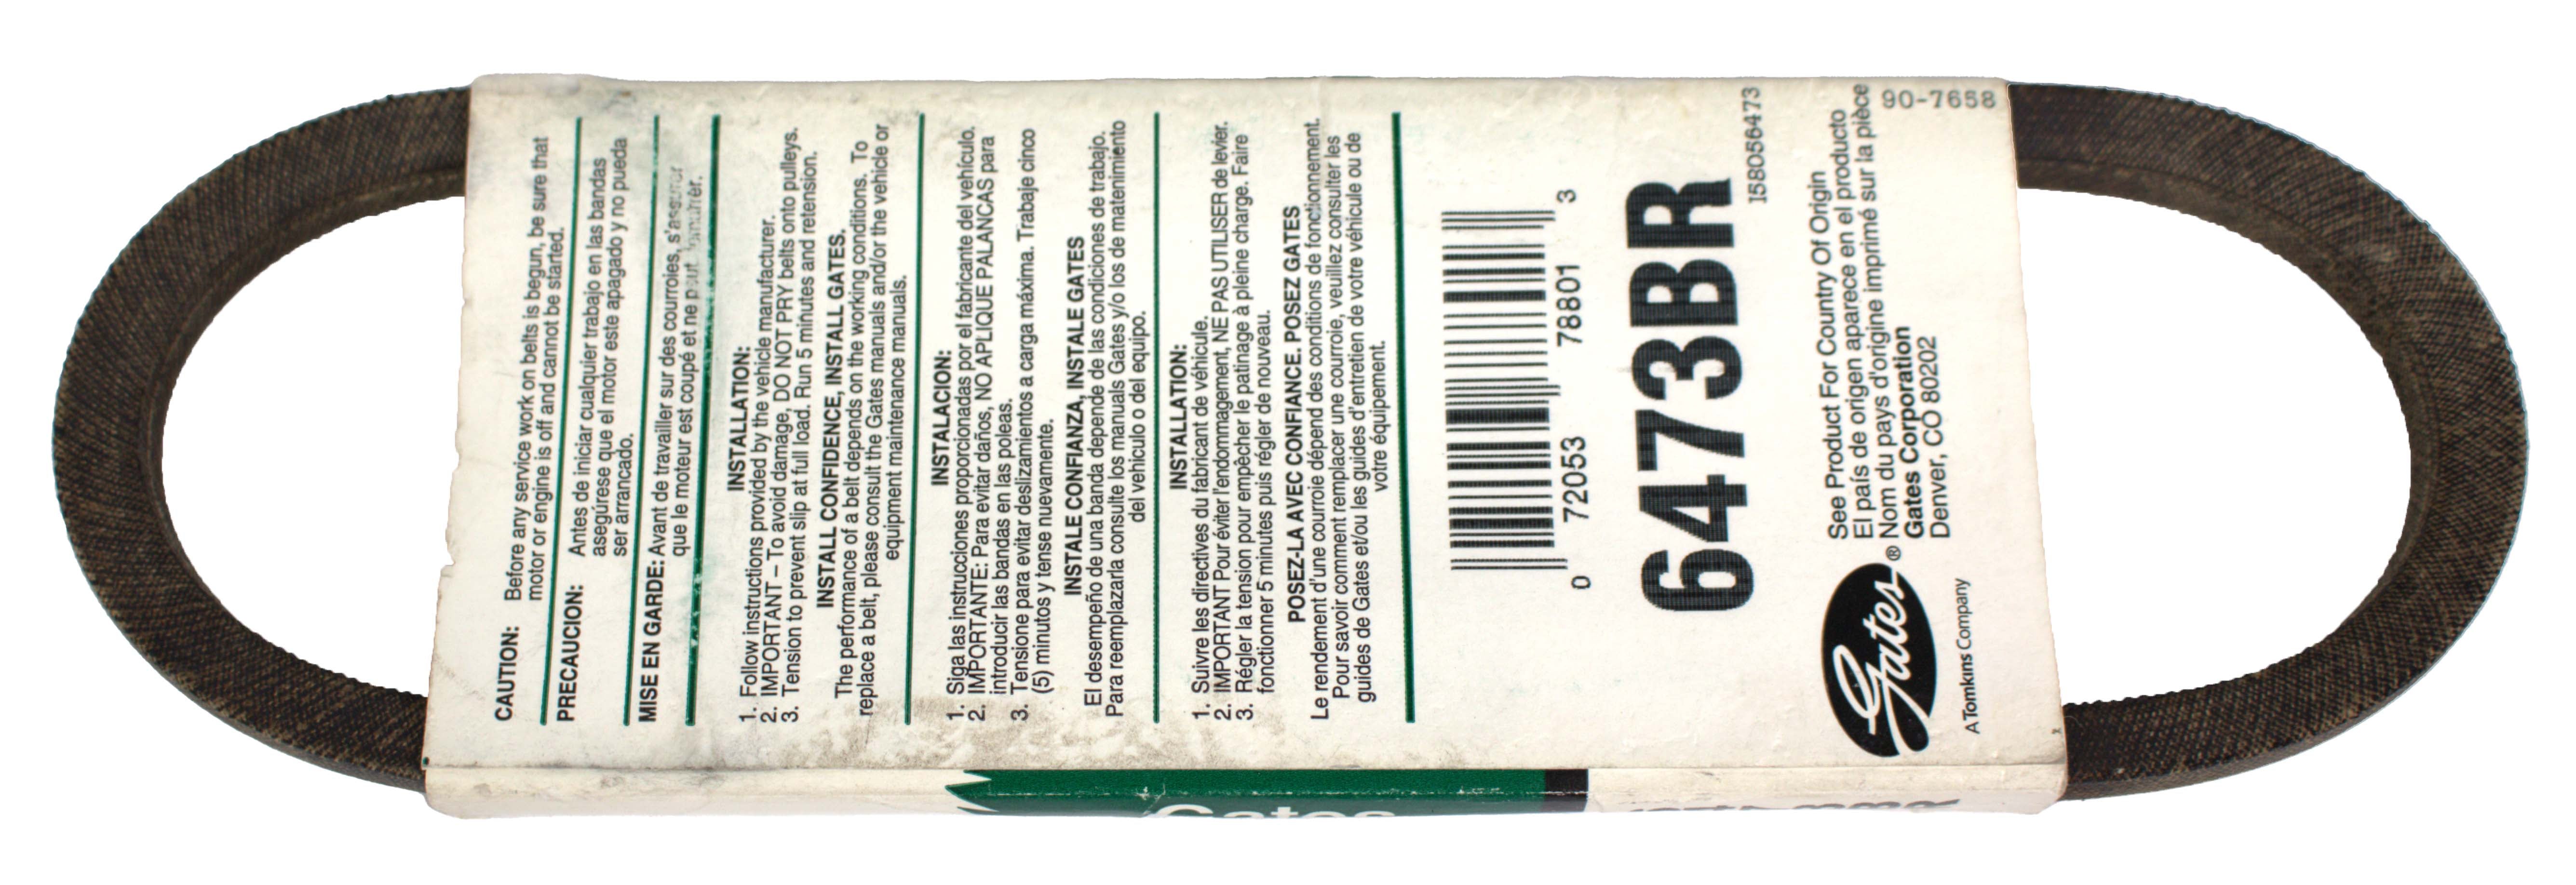 CAUTION: Before any service work on belts is begun, be sure that
motor or engine is off and cannot be started.
PRECAUCION: Antes de iniciar cualquier trabajo en las bandas
asegúrese que el motor este apagado y no pueda
ser arrancado.
MISE EN GARDE: Avant de travailler sur des courroies, s'assurer
que le moteur est coupé et ne peut
INSTALLATION:
1. Follow instructions provided by the vehicle manufacturer.
2. IMPORTANT – To avoid damage, DO NOT PRY belts onto pulleys.
3. Tension to prevent slip at full load. Run 5 minutes and retension.
INSTALL CONFIDENCE, INSTALL GATES.
The performance of a belt depends on the working conditions. To
replace a belt, please consult the Gates manuals and/or the vehicle or
equipment maintenance manuals.
INSTALACION:
1. Siga las instrucciones proporcionadas por el fabricante del vehículo.
2. IMPORTANTE: Para evitar daños, NO APLIQUE PALANCAS para
introducir las bandas en las poleas.
3. Tensione para evitar deslizamientos a carga máxima. Trabaje cinco
(5) minutos y tense nuevamente.
INSTALE CONFIANZA, INSTALE GATES
El desempeño de una banda depende de las condiciones de trabajo.
Para reemplazarla consulte los manuals Gates y/o los de matenimiento
del vehiculo o del equipo.
INSTALLATION:
1. Suivre les directives du fabricant de véhicule.
2. IMPORTANT Pour éviter l'endommagement, NE PAS UTILISER de levier.
3. Régler la tension pour empêcher le patinage à pleine charge. Faire
fonctionner 5 minutes puis régler de nouveau.
POSEZ-LA AVEC CONFIANCE. POSEZ GATES
Le rendement d'une courroie dépend des conditions de fonctionnement.
Pour savoir comment remplacer une courroie, veuillez consulter les
guides de Gates et/ou les guides d'entretien de votre véhicule ou de
votre équipement.
0 72053 78801 3
6473BR
I58056473
See Product For Country Of Origin
El país de origen aparece en el producto
Nom du pays d'origine imprimé sur la pièce
Gates Corporation
Denver, CO 80202
Gates®
A Tomkins Company
90-7658
Gates